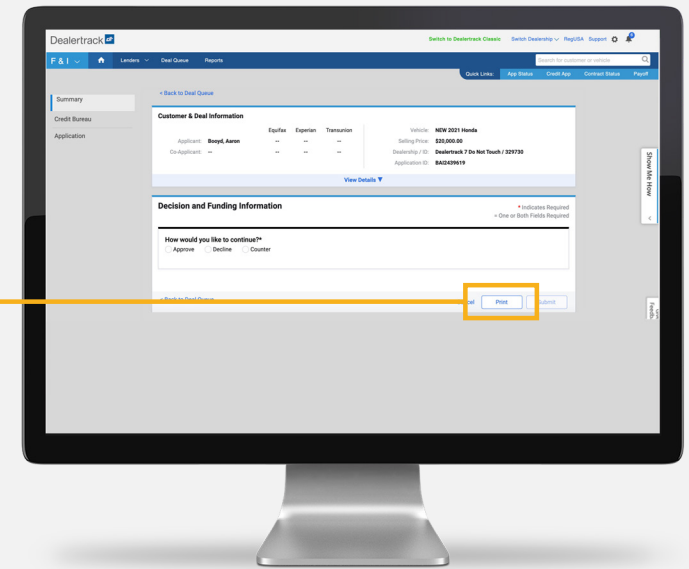 Dealertrack DT
Switch to Dealertrack Classic Switch Dealership RegUSA Support
F & I Lenders Deal Queue Reports Search for customer or vehicle
Quick Links: App Status Credit App Contract Status Payoff
Summary
Credit Bureau
Application
< Back to Deal Queue
Customer & Deal Information
Equifax Experian Transunion
Applicant: Booyd, Aaron -- -- --
Co-Applicant: -- -- -- --
Vehicle: NEW 2021 Honda
Selling Price: $20,000.00
Dealership / ID: Dealertrack 7 Do Not Touch / 329730
Application ID: BAI2439619
View Details ▼
Decision and Funding Information
* Indicates Required
= One or Both Fields Required
How would you like to continue?*
Approve Decline Counter
< Back to Deal Queue
Print Submit
Show Me How